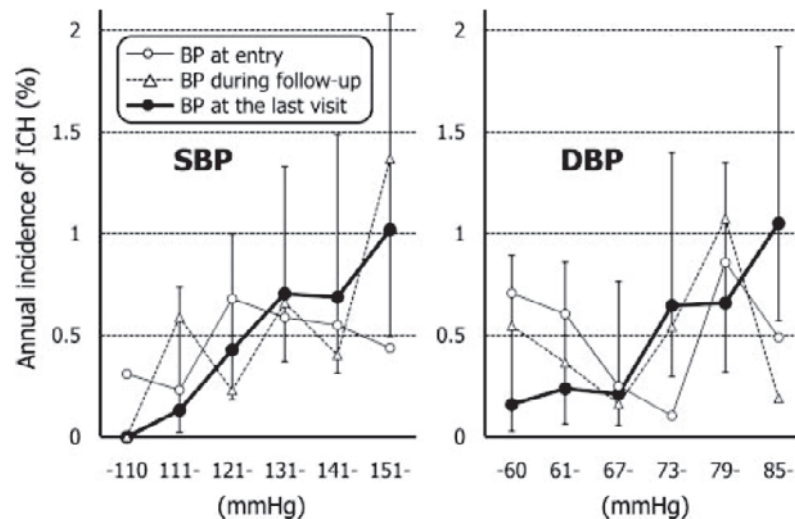 Annual incidence of ICH (%)
2
1.5
1
0.5
0
BP at entry
BP during follow-up
BP at the last visit
SBP
-110 111- 121- 131- 141- 151-
(mmHg)
2
1.5
1
0.5
0
DBP
-60 61- 67- 73- 79- 85-
(mmHg)